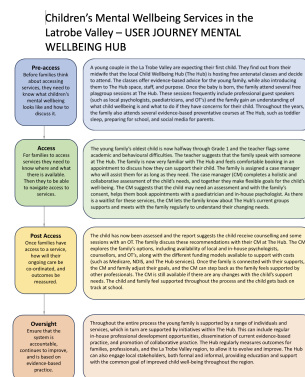 Children's Mental Wellbeing Services in the
Latrobe Valley – USER JOURNEY MENTAL
WELLBEING HUB
Pre-access
Before families think
about accessing
services, they need to
know what children's
mental wellbeing
looks like and how to
discuss it.
A young couple in the La Trobe Valley are expecting their first child. They find out from their
midwife that the local Child Wellbeing Hub (The Hub) is hosting free antenatal classes and decide
to attend. The classes offer evidence-based advice for the young family, while also introducing
them to The Hub space, staff, and purpose. Once the baby is born, the family attend several free
playgroup sessions at The Hub. These sessions frequently include professional guest speakers
(such as local psychologists, paediatricians, and OT's) and the family gain an understanding of
what child wellbeing is and what to do if they have concerns for their child. Throughout the years,
the family also attends several evidence-based preventative courses at The Hub, such as toddler
sleep, preparing for school, and social media for parents.
Access
For families to access
services they need to
know where and what
there is available.
Then they to be able
to navigate access to
services.
The young family's oldest child is now halfway through Grade 1 and the teacher flags some
academic and behavioural difficulties. The teacher suggests that the family speak with someone
at The Hub. The family is now very familiar with The Hub and feels comfortable booking in an
appointment to discuss how they can support their child. The family is assigned a case manager
who will assist them for as long as they need. The case manager (CM) completes a holistic and
collaborative assessment of the child's needs, and together they make feasible goals for the child's
well-being. The CM suggests that the child may need an assessment and with the family's
consent, helps them book appointments with a paediatrician and in-house psychologist. As there
is a waitlist for these services, the CM lets the family know about The Hub's current groups
supports and meets with the family regularly to understand their changing needs.
Post Access
Once families have
had access to a service,
how will their
ongoing care be
co-ordinated, and
outcomes be
measured.
The child has now been assessed and the report suggests the child receive counselling and some
sessions with an OT. The family discuss these recommendations with their CM at The Hub. The CM
explores the family's options, including availability of local and in-house psychologists,
counsellors, and OT's, along with the different funding models available to support with costs
(such as Medicare, NDIS, and The Hub services). Once the family is connected with their supports,
the CM and family adjust their goals, and the CM can step back as the family feels supported by
other professionals. The CM is still available if there are any changes with the child's support
needs. The child and family feel supported throughout the process and the child gets back on
track at school.
Oversight
Ensure that the
system is
accountable,
continues to improve,
and is based on
evidence-based
practice.
Throughout the entire process the young family is supported by a range of individuals and
services, which in turn are supported by initiatives within The Hub. This can include regular
in-house professional development opportunities, dissemination of current evidence-based
practice, and promotion of collaborative practice. The Hub regularly measures outcomes for
families, professionals, and the La Trobe Valley region, to allow it to evolve and improve. The Hub
can also engage local stakeholders, both formal and informal, providing education and support
with the common goal of improved child well-being throughout the region.